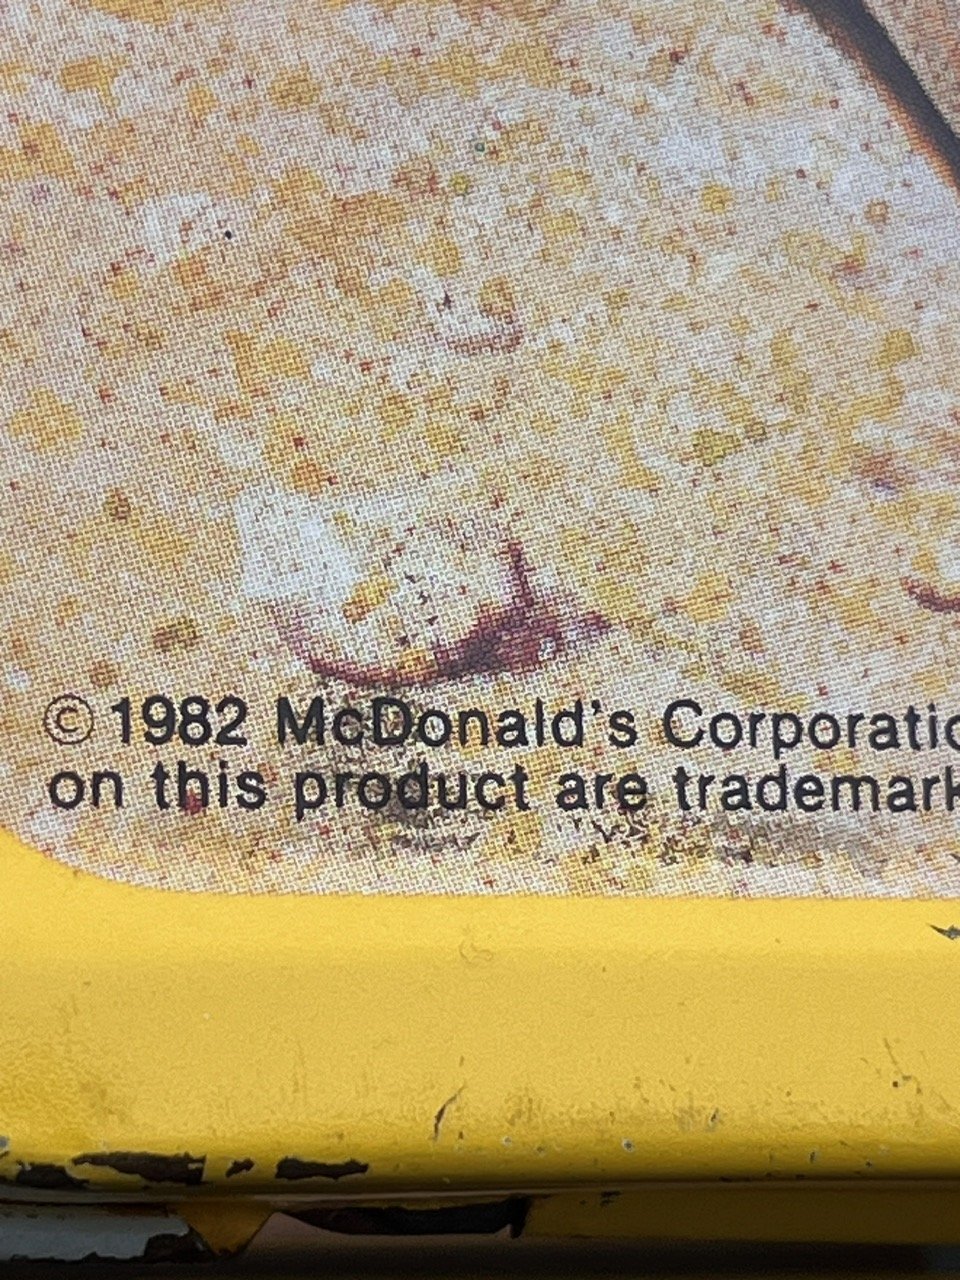 © 1982 McDonald's Corporatio
on this product are trademark